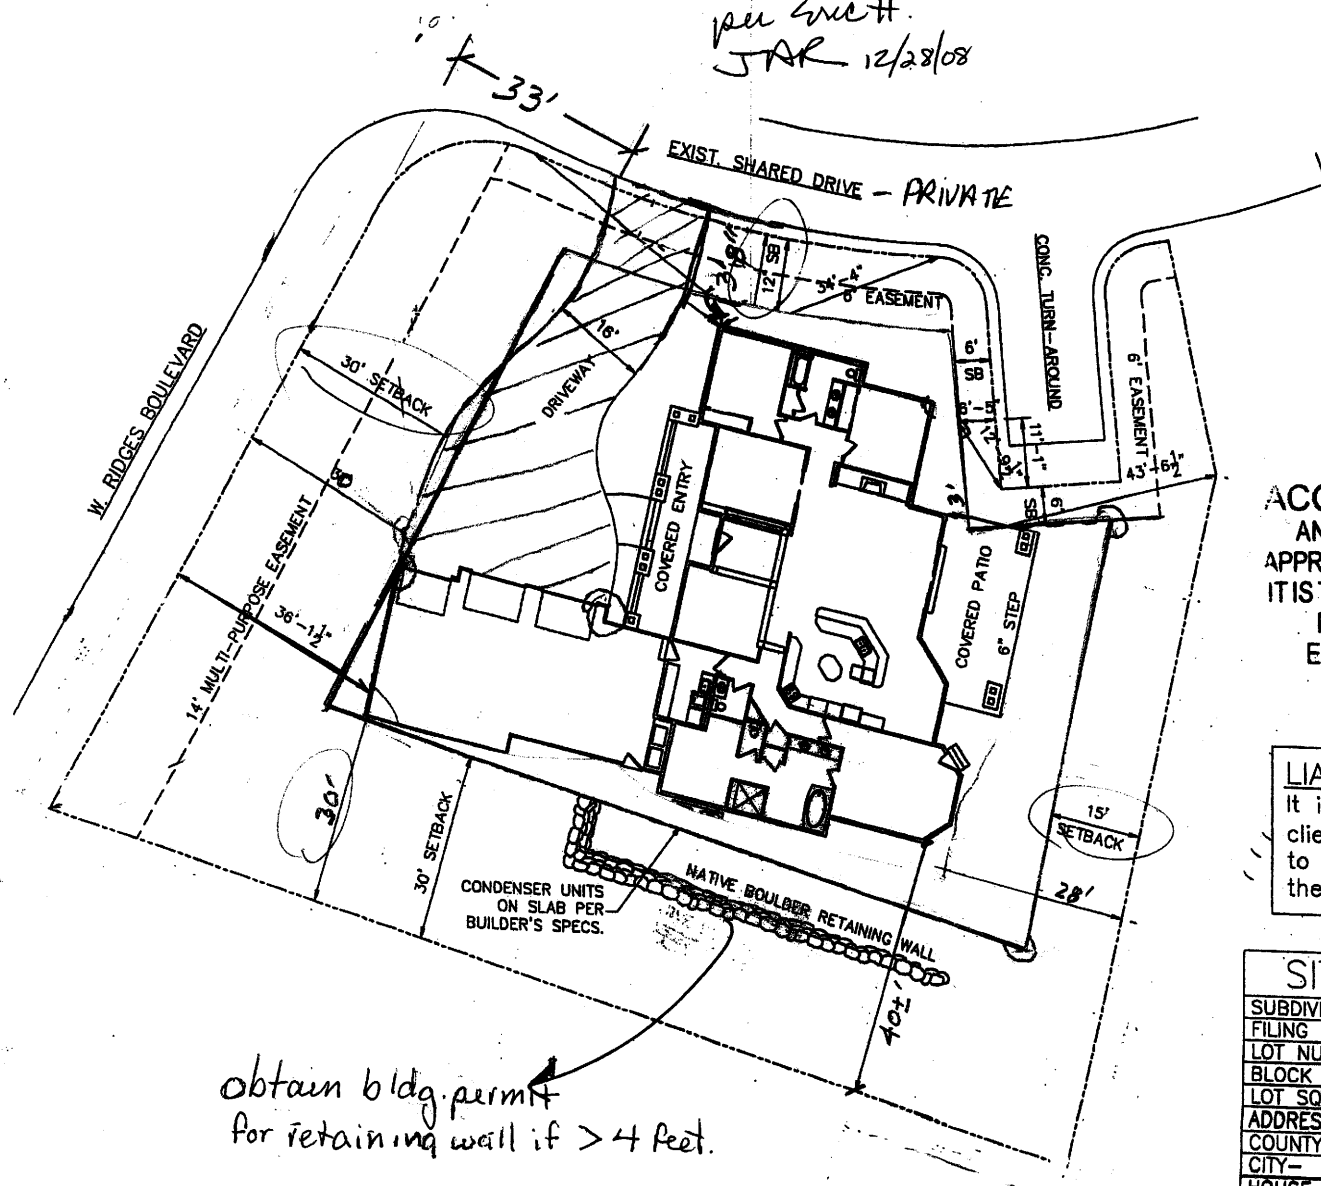 JAR 12/28/08
33'
EXIST. SHARED DRIVE - PRIVATE
W. RIDGES BOULEVARD
30' SETBACK
16'
DRIVEWAY
12' SB
6' EASEMENT
CONC. TURN-AROUND
6'
SB
6' EASEMENT
11'-1"
43'-6½"
6'
SB
3'
COVERED ENTRY
COVERED PATIO
6" STEP
14' MULTI-PURPOSE EASEMENT
36'-1½"
30'
30' SETBACK
15'
SETBACK
28'
40±'
CONDENSER UNITS
ON SLAB PER
BUILDER'S SPECS.
NATIVE BOULDER RETAINING WALL
obtain bldg. permit
for retaining wall if > 4 feet.
ACC
AN
APPR
IT IS
E
LIA
It i
clie
to
the
SI
SUBDIVI
FILING
LOT NU
BLOCK
LOT SQ
ADDRES
COUNTY
CITY-
HOUSE